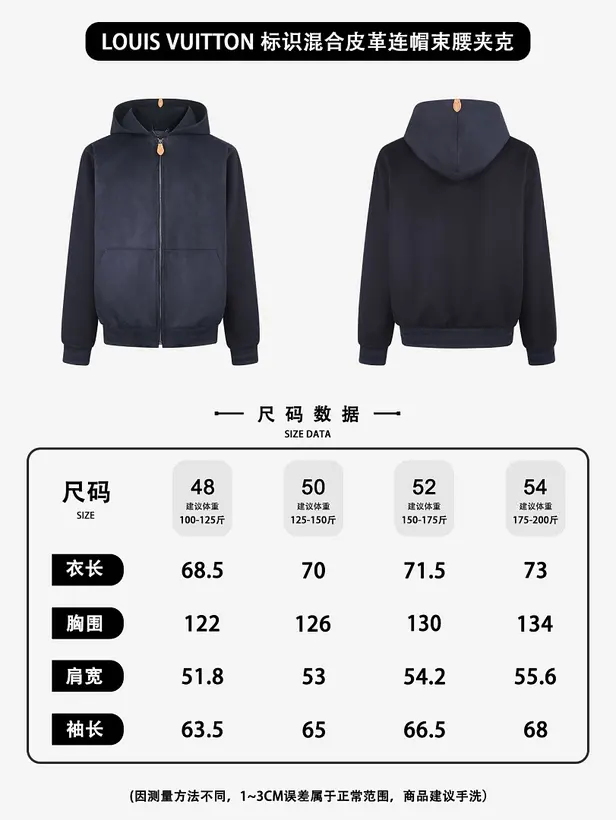 LOUIS VUITTON 标识混合皮革连帽束腰夹克
尺码数据
SIZE DATA
尺码 48 50 52 54
SIZE 建议体重 建议体重 建议体重 建议体重
100-125斤 125-150斤 150-175斤 175-200斤
衣长 68.5 70 71.5 73
胸围 122 126 130 134
肩宽 51.8 53 54.2 55.6
袖长 63.5 65 66.5 68
(因测量方法不同，1~3CM误差属于正常范围，商品建议手洗)